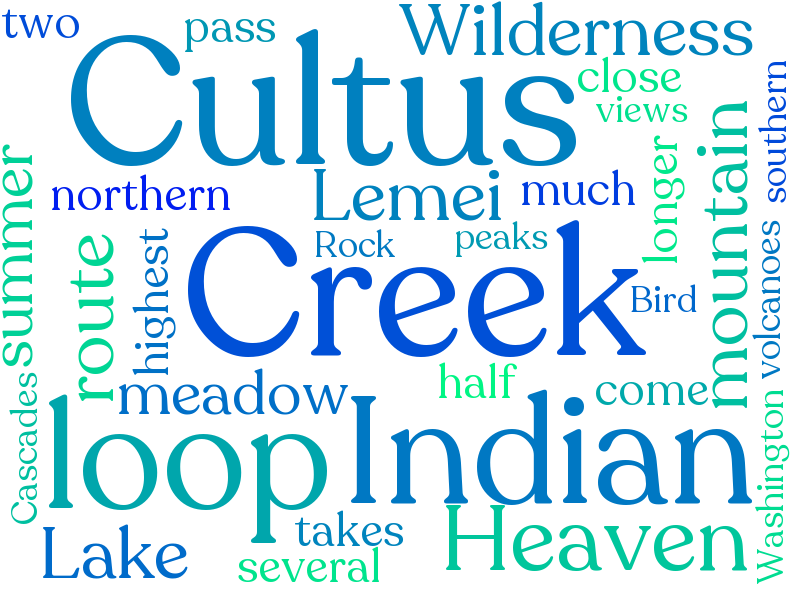 two
pass
Wilderness
Cultus
close
views
southern
summer
northern
Lemei
much
longer
mountain
route
highest
Rock
peaks
Creek
Bird
volcanoes
meadow
half
come
Cascades
loop
Indian
Washington
Lake
takes
several
Heaven